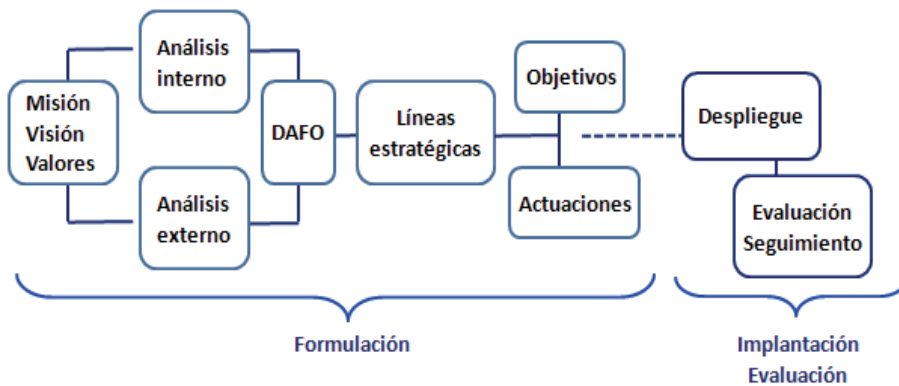 Misión
Visión
Valores
Análisis
interno
Análisis
externo
DAFO
Líneas
estratégicas
Objetivos
Actuaciones
Despliegue
Evaluación
Seguimiento
Formulación
Implantación
Evaluación